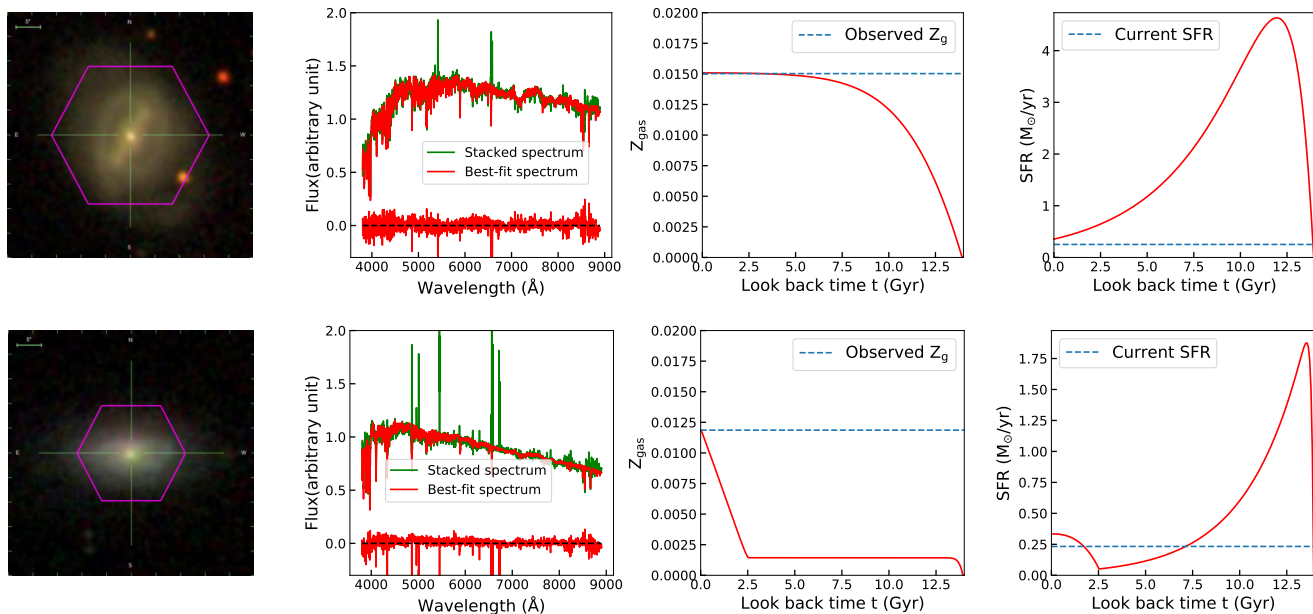 5"
N
E
W
S
2.0
1.5
1.0
0.5
0.0
Flux(arbitrary unit)
Stacked spectrum
Best-fit spectrum
4000 5000 6000 7000 8000 9000
Wavelength (Å)
0.0200
0.0175
0.0150
0.0125
0.0100
0.0075
0.0050
0.0025
0.0000
Z_gas
Observed Z_g
0.0 2.5 5.0 7.5 10.0 12.5
Look back time t (Gyr)
4
3
2
1
0
SFR (M⊙/yr)
Current SFR
0.0 2.5 5.0 7.5 10.0 12.5
Look back time t (Gyr)
5"
N
E
W
S
2.0
1.5
1.0
0.5
0.0
Flux(arbitrary unit)
Stacked spectrum
Best-fit spectrum
4000 5000 6000 7000 8000 9000
Wavelength (Å)
0.0200
0.0175
0.0150
0.0125
0.0100
0.0075
0.0050
0.0025
0.0000
Z_gas
Observed Z_g
0.0 2.5 5.0 7.5 10.0 12.5
Look back time t (Gyr)
1.75
1.50
1.25
1.00
0.75
0.50
0.25
0.00
SFR (M⊙/yr)
Current SFR
0.0 2.5 5.0 7.5 10.0 12.5
Look back time t (Gyr)